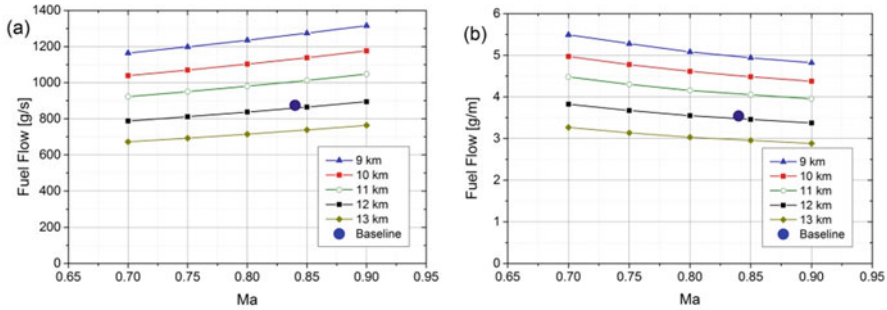 (a)
Fuel Flow [g/s]
1400
1200
1000
800
600
400
200
0
0.65 0.70 0.75 0.80 0.85 0.90 0.95
Ma
9 km
10 km
11 km
12 km
13 km
Baseline
(b)
Fuel Flow [g/m]
6
5
4
3
2
1
0
0.65 0.70 0.75 0.80 0.85 0.90 0.95
Ma
9 km
10 km
11 km
12 km
13 km
Baseline